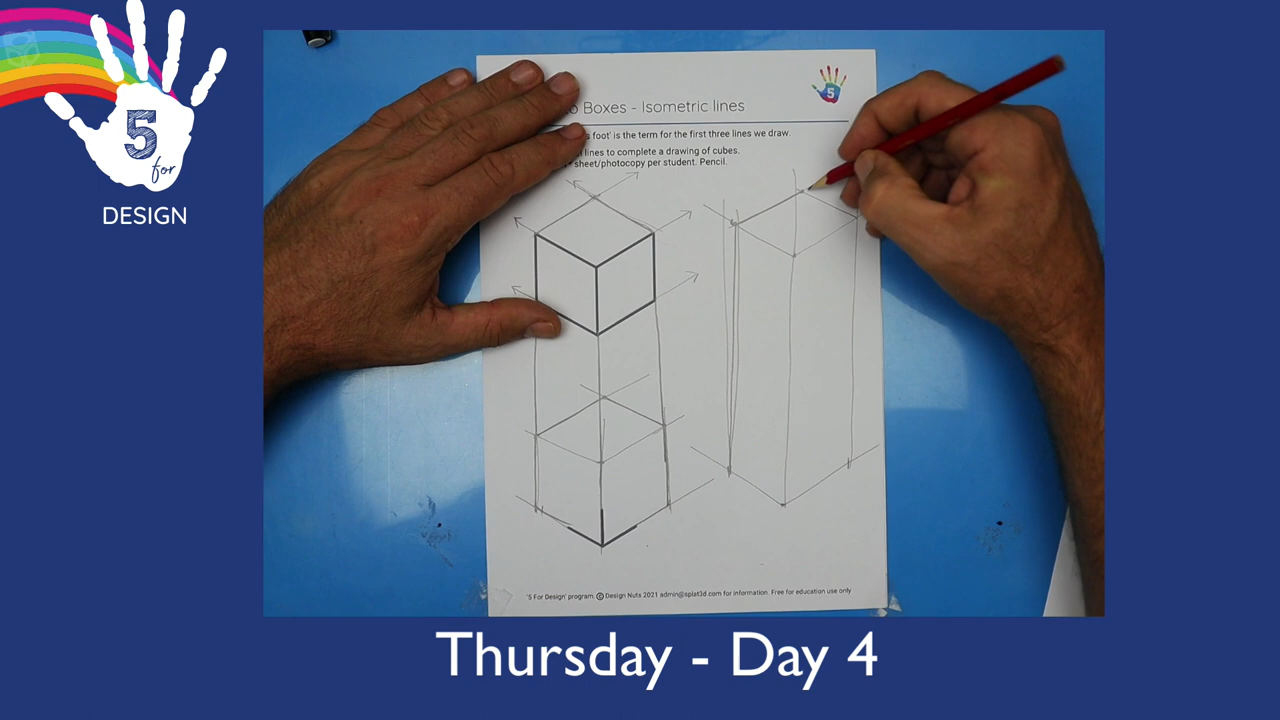 5
for
DESIGN
5
Boxes - Isometric lines
foot' is the term for the first three lines we draw.
lines to complete a drawing of cubes.
sheet/photocopy per student. Pencil.
'5 For Design' program. © Design Nuts 2021 admin@splat3d.com for information. Free for education use only
Thursday - Day 4